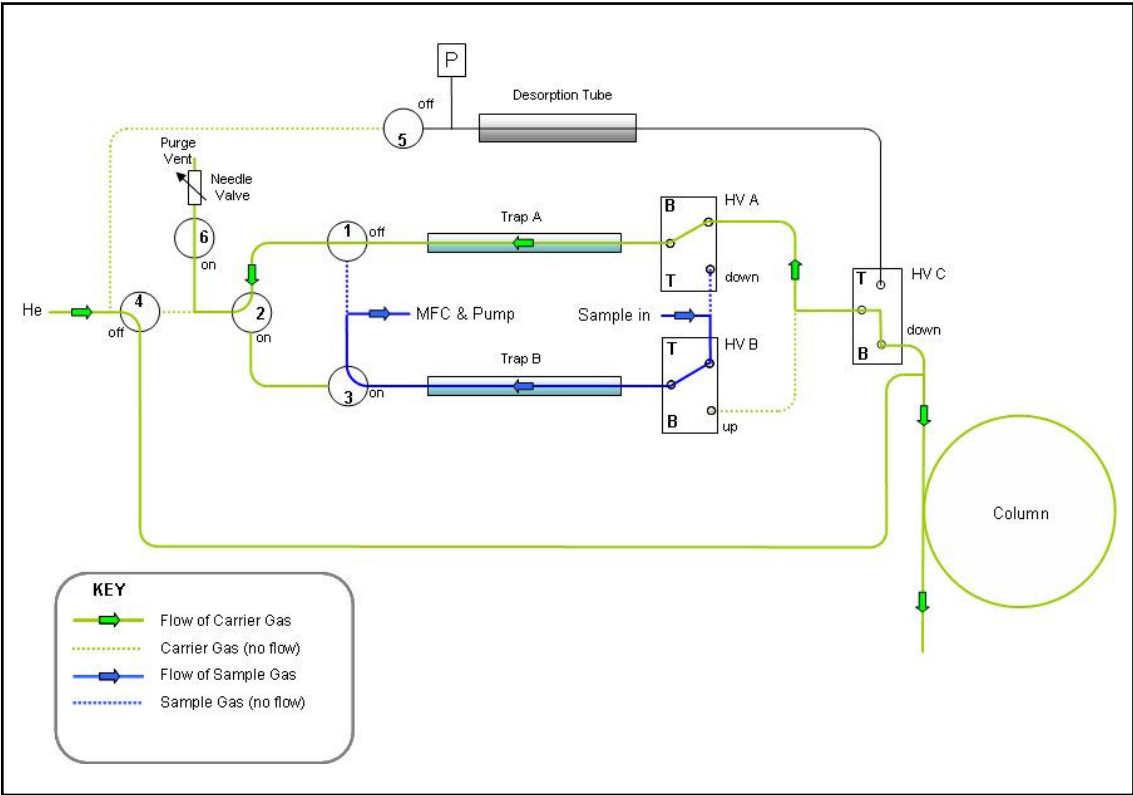 P
off
Desorption Tube
5
Purge
Vent
Needle
Valve
6
on
1
off
Trap A
B
HV A
T
down
T
HV C
down
B
He
4
off
2
on
MFC & Pump
Sample in
T
HV B
Trap B
3
on
B
up
Column
KEY
Flow of Carrier Gas
Carrier Gas (no flow)
Flow of Sample Gas
Sample Gas (no flow)